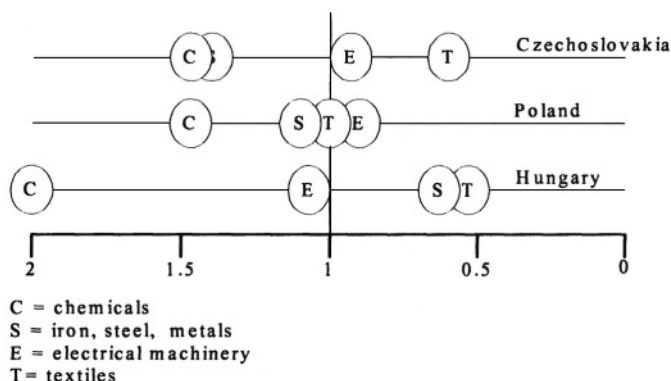 C S E T Czechoslovakia
C S T E Poland
C E S T Hungary
2 1.5 1 0.5 0
C = chemicals
S = iron, steel, metals
E = electrical machinery
T = textiles